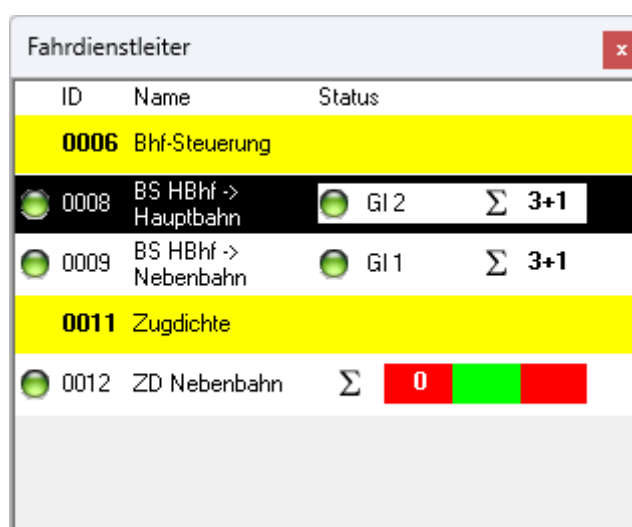 Fahrdienstleiter x
ID Name Status
0006 Bhf-Steuerung
0008 BS HBhf -> Hauptbahn Gl 2 Σ 3+1
0009 BS HBhf -> Nebenbahn Gl 1 Σ 3+1
0011 Zugdichte
0012 ZD Nebenbahn Σ 0